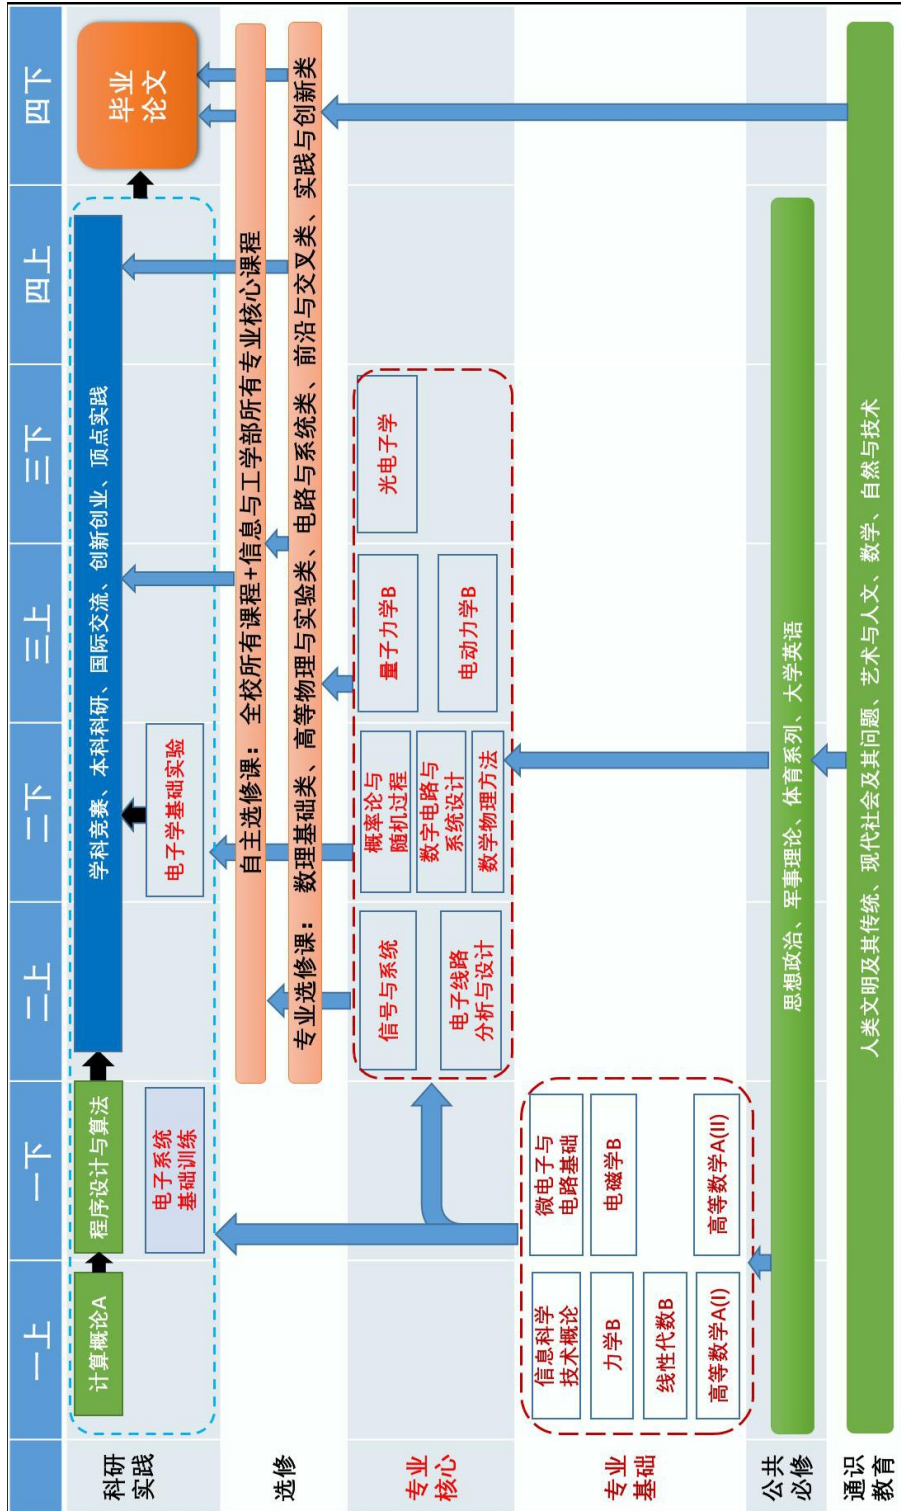 一上
一下
二上
二下
三上
三下
四上
四下
科研
实践
计算概论A
程序设计与算法
学科竞赛、本科科研、国际交流、创新创业、顶点实践
毕业
论文
电子系统
基础训练
电子学基础实验
选修
自主选修课：全校所有课程+信息与工学部所有专业核心课程
专业选修课：数理基础类、高等物理与实验类、电路与系统类、前沿与交叉类、实践与创新类
专业
核心
信号与系统
电子线路
分析与设计
概率论与
随机过程
数字电路与
系统设计
数学物理方法
量子力学B
电动力学B
光电子学
专业
基础
信息科学
技术概论
力学B
线性代数B
高等数学A(I)
微电子与
电路基础
电磁学B
高等数学A(II)
公共
必修
思想政治、军事理论、体育系列、大学英语
通识
教育
人类文明及其传统、现代社会及其问题、艺术与人文、数学、自然与技术